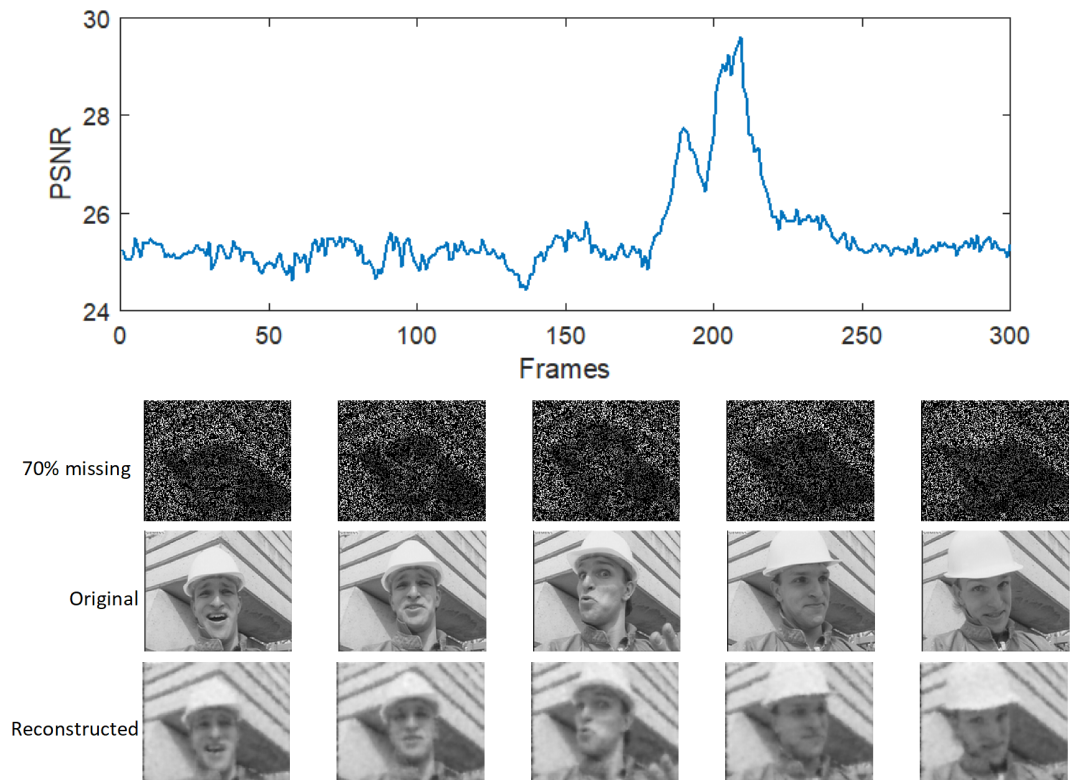 30
28
26
24
PSNR
0 50 100 150 200 250 300
Frames
70% missing
Original
Reconstructed